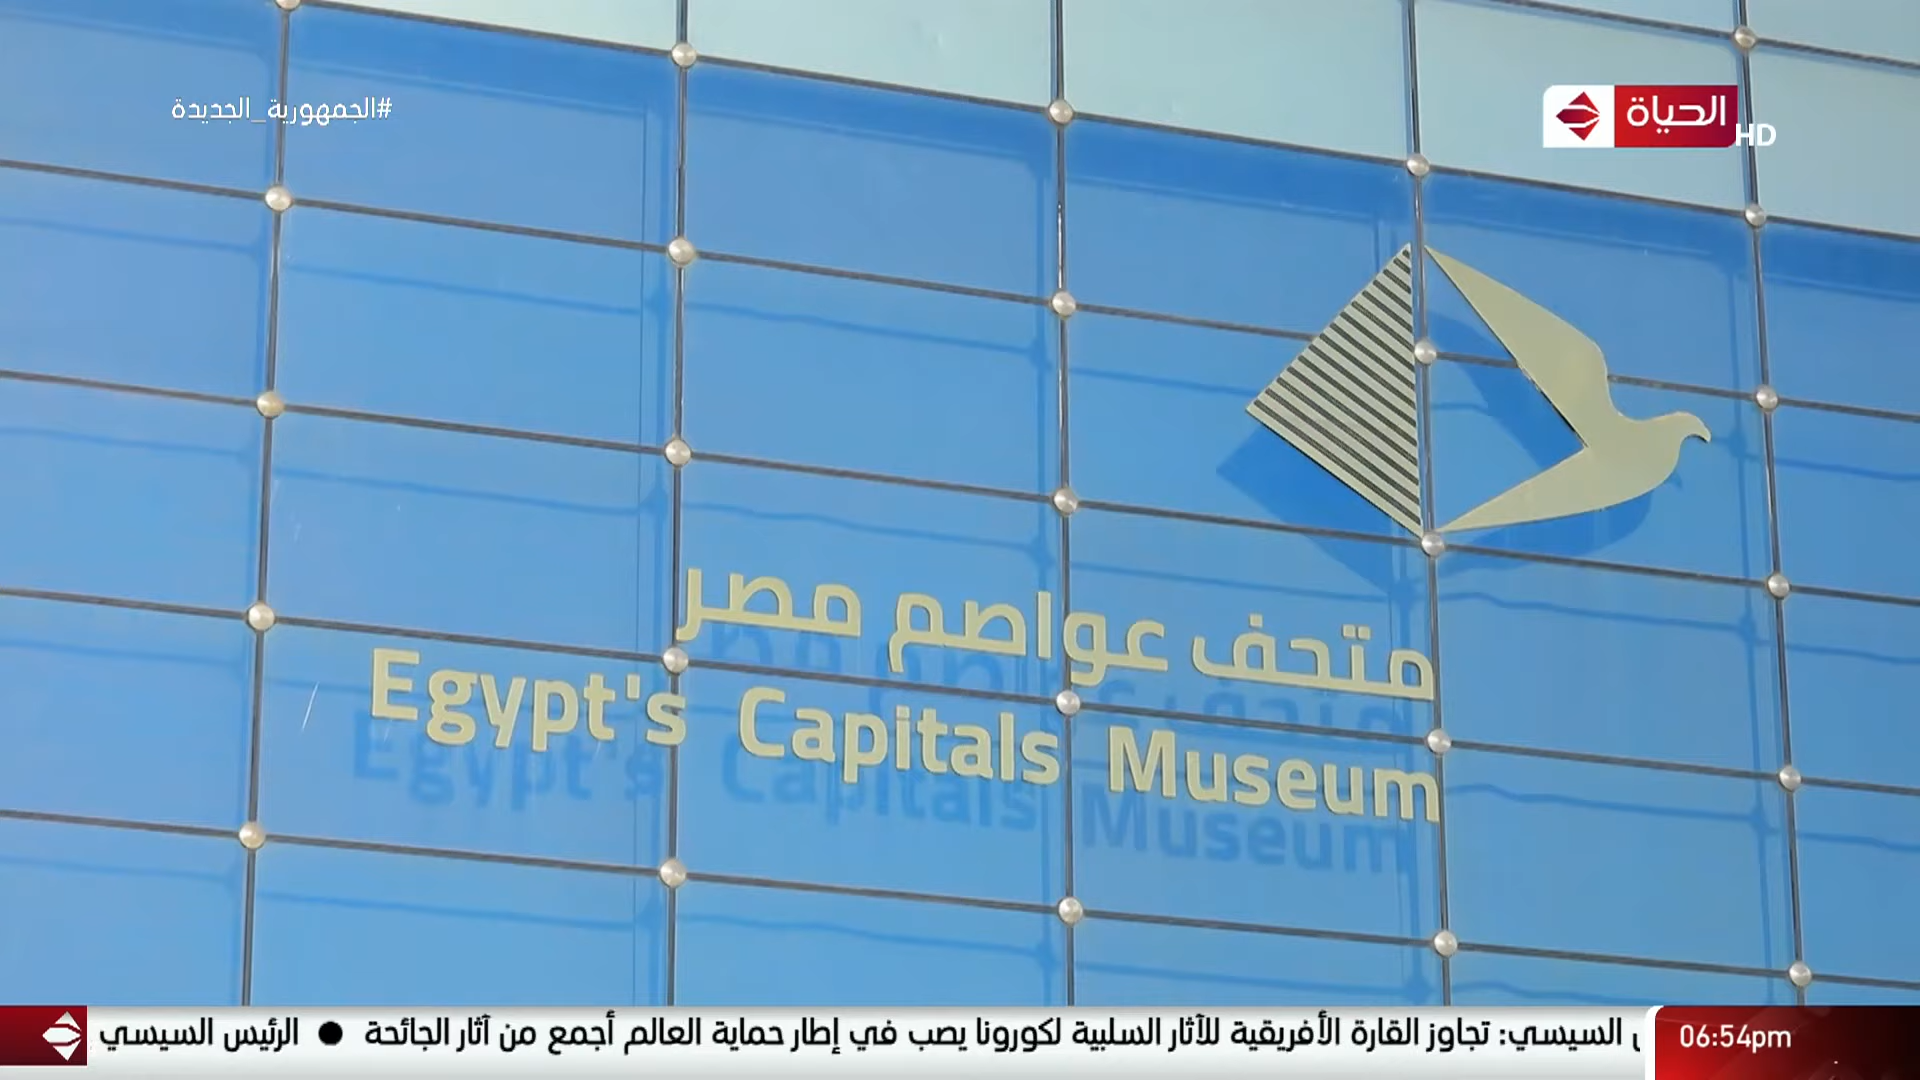 #الجمهورية_الجديدة
الحياة
HD
متحف عواصم مصر
Egypt's Capitals Museum
السيسي: تجاوز القارة الأفريقية للآثار السلبية لكورونا يصب في إطار حماية العالم أجمع من آثار الجائحة ● الرئيس السيسي
06:54pm